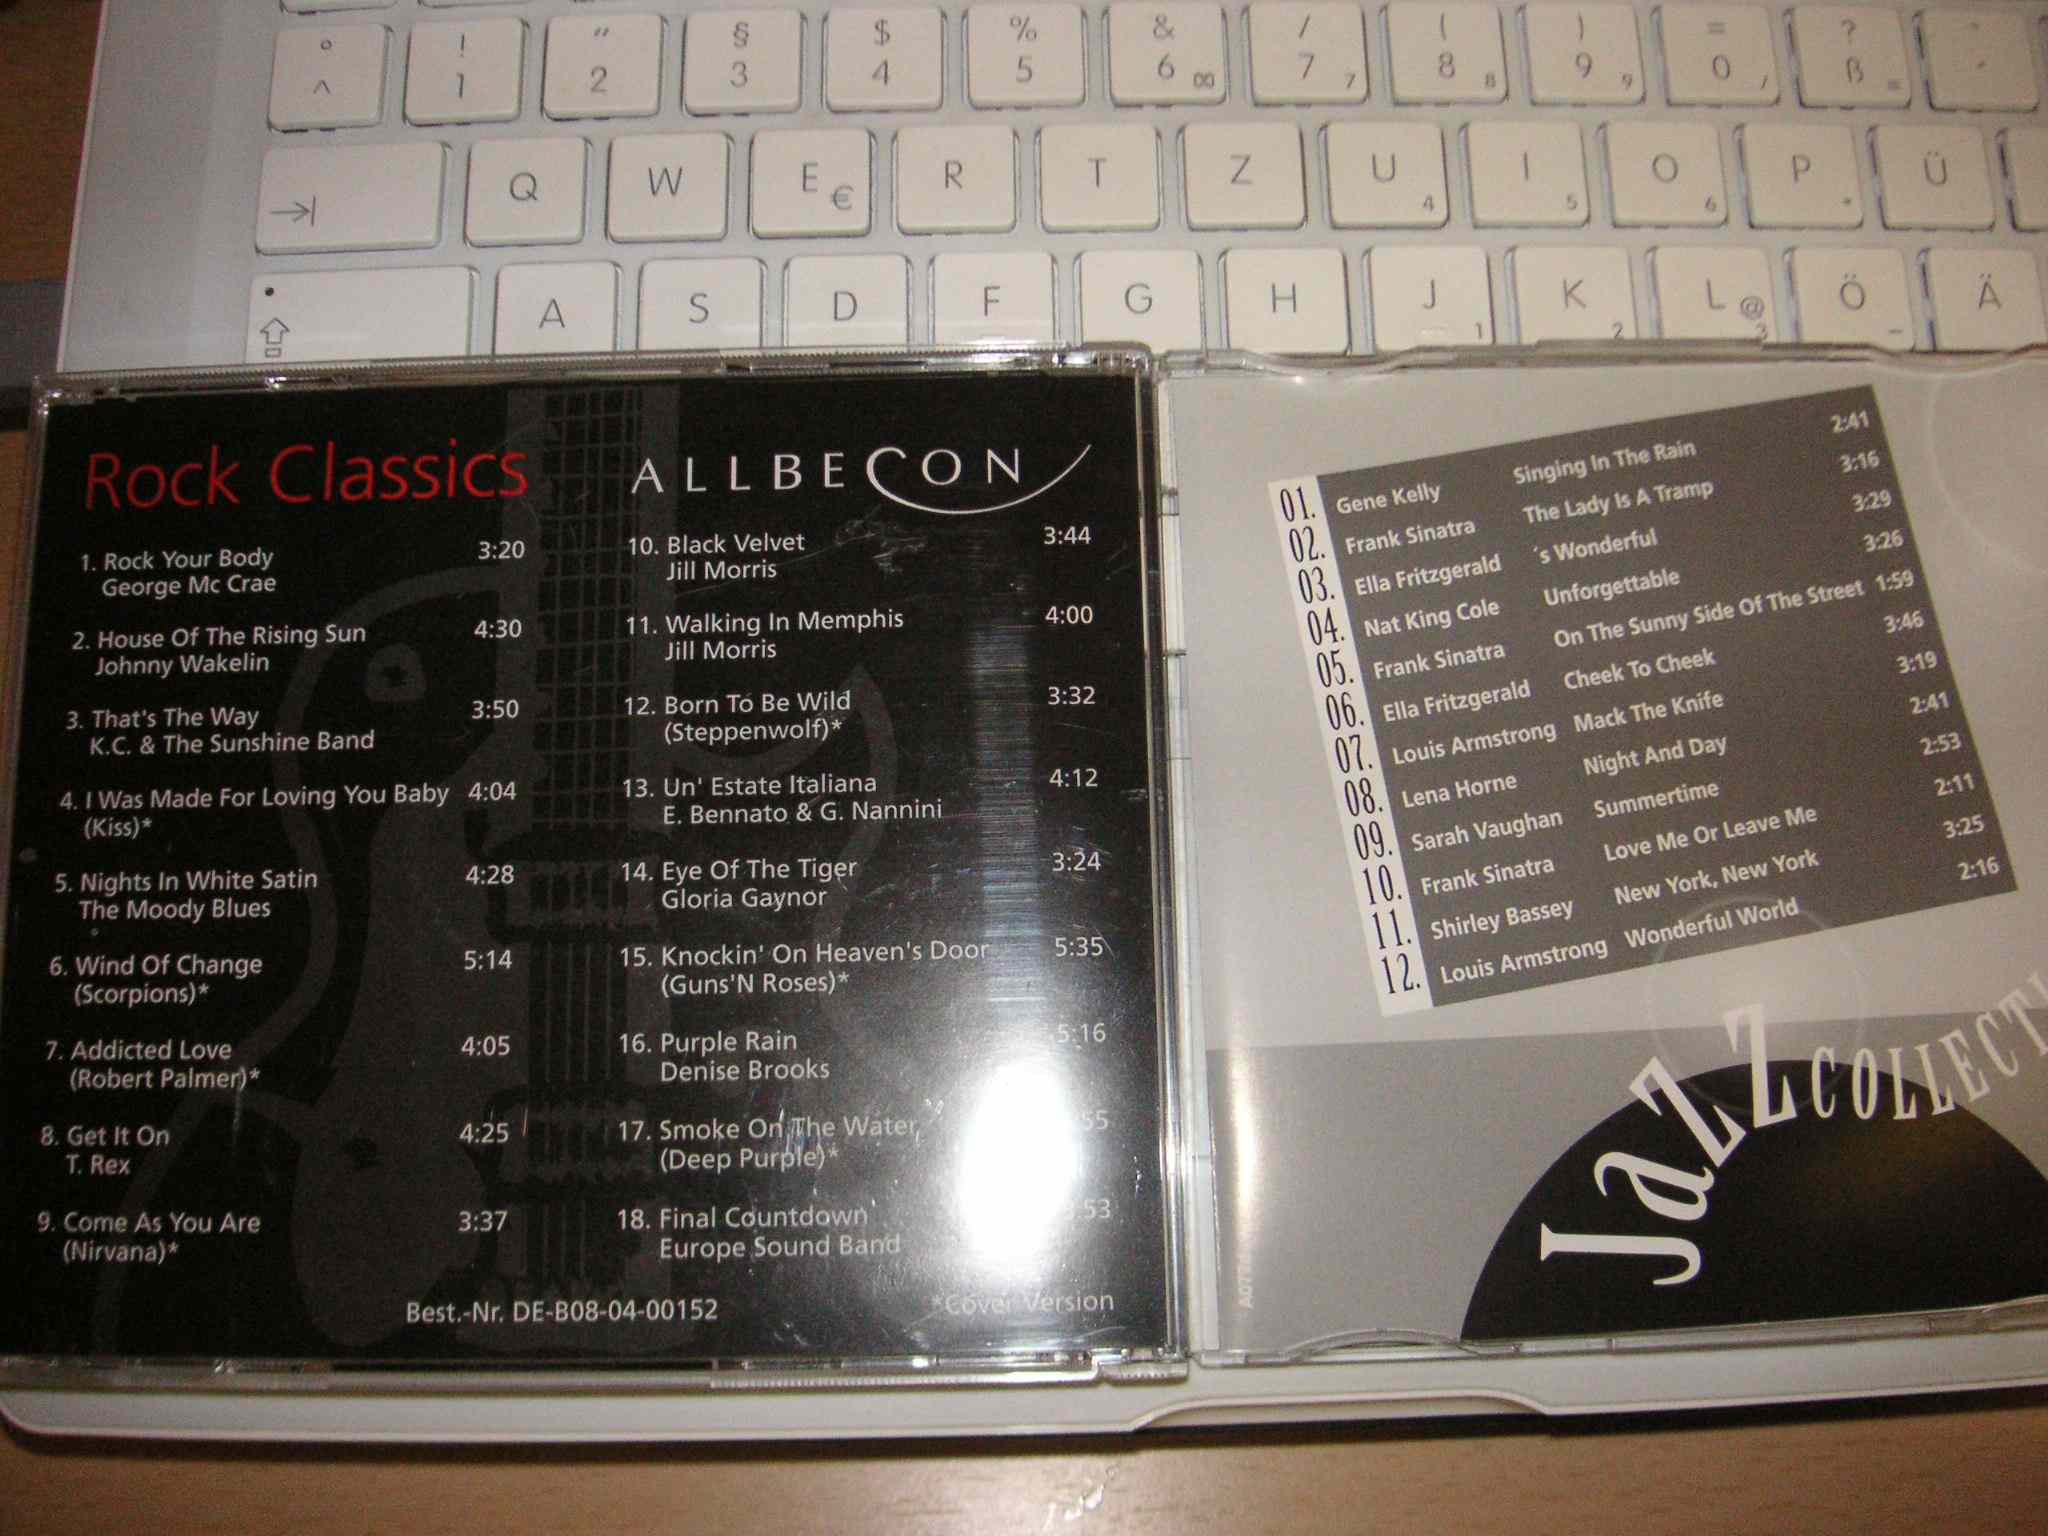 ° ! " § $ % & / ( ) = ? `
^ 1 2 3 4 5 6 7 7 8 8 9 9 0 / ß = ´
Q W E € R T Z U 4 I 5 O 6 P * Ü
A S D F G H J 1 K 2 L @ 3 Ö - Ä
Rock Classics
ALLBECON
1. Rock Your Body 3:20
George Mc Crae
2. House Of The Rising Sun 4:30
Johnny Wakelin
3. That's The Way 3:50
K.C. & The Sunshine Band
4. I Was Made For Loving You Baby 4:04
(Kiss)*
5. Nights In White Satin 4:28
The Moody Blues
6. Wind Of Change 5:14
(Scorpions)*
7. Addicted Love 4:05
(Robert Palmer)*
8. Get It On 4:25
T. Rex
9. Come As You Are 3:37
(Nirvana)*
10. Black Velvet 3:44
Jill Morris
11. Walking In Memphis 4:00
Jill Morris
12. Born To Be Wild 3:32
(Steppenwolf)*
13. Un' Estate Italiana 4:12
E. Bennato & G. Nannini
14. Eye Of The Tiger 3:24
Gloria Gaynor
15. Knockin' On Heaven's Door 5:35
(Guns'N Roses)*
16. Purple Rain 5:16
Denise Brooks
17. Smoke On The Water
(Deep Purple)*
18. Final Countdown
Europe Sound Band
Best.-Nr. DE-B08-04-00152
*Cover Version
01. Gene Kelly Singing In The Rain 2:41
02. Frank Sinatra The Lady Is A Tramp 3:16
03. Ella Fritzgerald ´s Wonderful 3:29
04. Nat King Cole Unforgettable 3:26
05. Frank Sinatra On The Sunny Side Of The Street 1:59
06. Ella Fritzgerald Cheek To Cheek 3:46
07. Louis Armstrong Mack The Knife 3:19
08. Lena Horne Night And Day 2:41
09. Sarah Vaughan Summertime 2:53
10. Frank Sinatra Love Me Or Leave Me 2:11
11. Shirley Bassey New York, New York 3:25
12. Louis Armstrong Wonderful World 2:16
JaZZ COLLECT